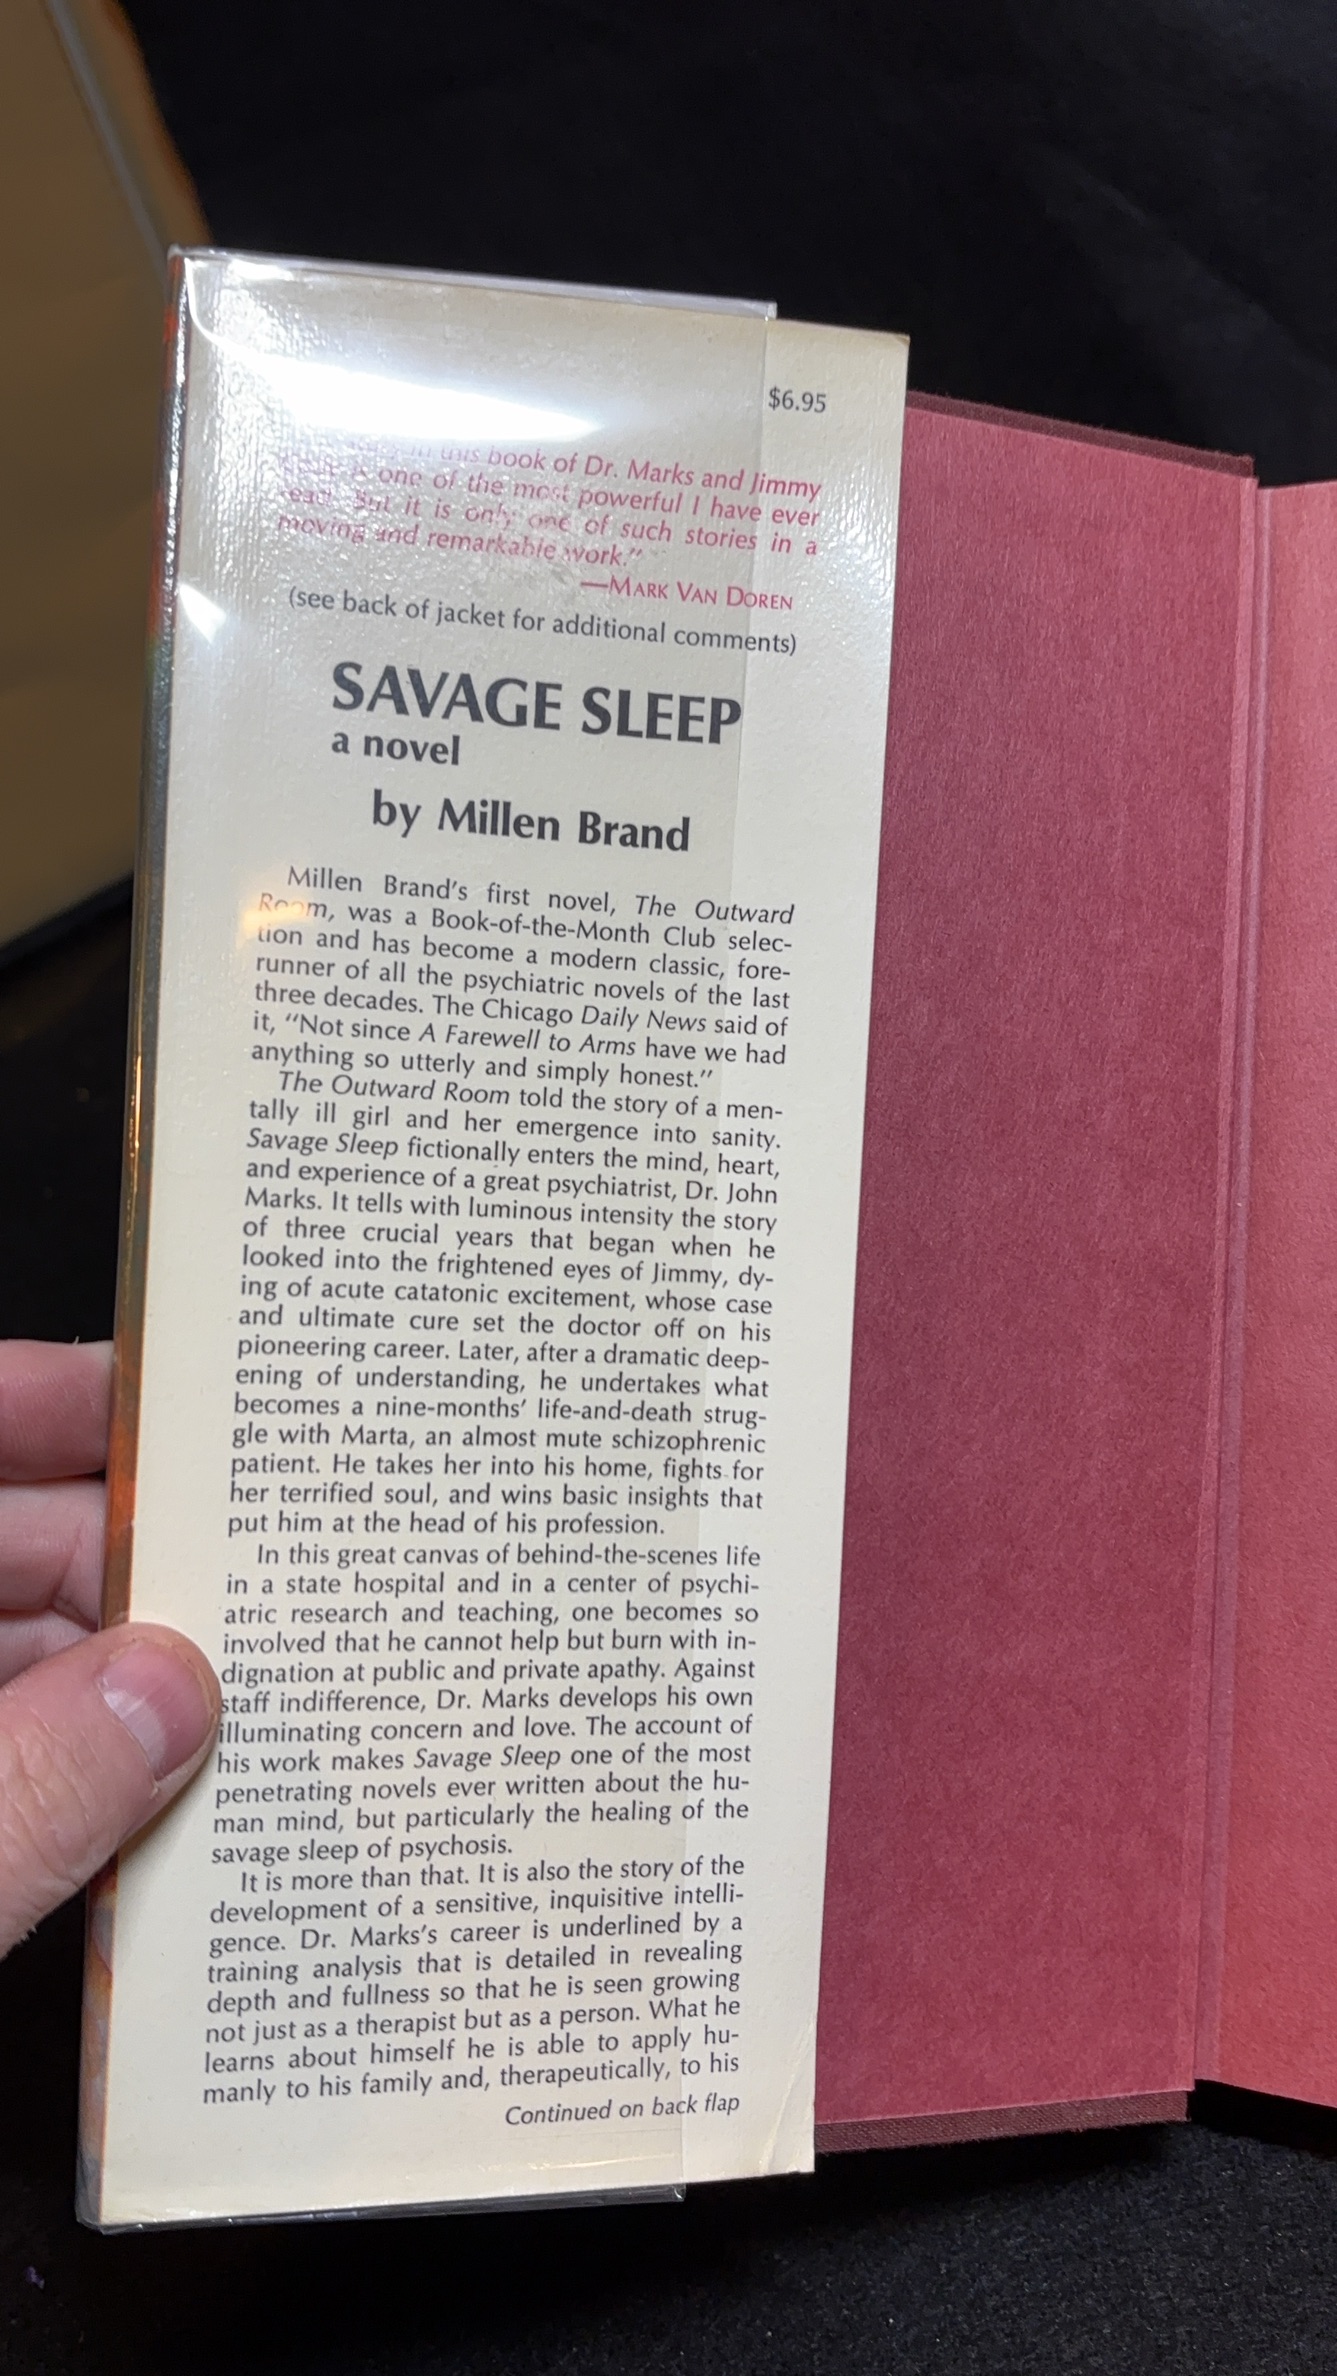 $6.95
in this book of Dr. Marks and Jimmy
is one of the most powerful I have ever
read. But it is only one of such stories in a
moving and remarkable work."
—MARK VAN DOREN
(see back of jacket for additional comments)
SAVAGE SLEEP
a novel
by Millen Brand
Millen Brand's first novel, The Outward
Room, was a Book-of-the-Month Club selec-
tion and has become a modern classic, fore-
runner of all the psychiatric novels of the last
three decades. The Chicago Daily News said of
it, "Not since A Farewell to Arms have we had
anything so utterly and simply honest."
The Outward Room told the story of a men-
tally ill girl and her emergence into sanity.
Savage Sleep fictionally enters the mind, heart,
and experience of a great psychiatrist, Dr. John
Marks. It tells with luminous intensity the story
of three crucial years that began when he
looked into the frightened eyes of Jimmy, dy-
ing of acute catatonic excitement, whose case
and ultimate cure set the doctor off on his
pioneering career. Later, after a dramatic deep-
ening of understanding, he undertakes what
becomes a nine-months' life-and-death strug-
gle with Marta, an almost mute schizophrenic
patient. He takes her into his home, fights for
her terrified soul, and wins basic insights that
put him at the head of his profession.
In this great canvas of behind-the-scenes life
in a state hospital and in a center of psychi-
atric research and teaching, one becomes so
involved that he cannot help but burn with in-
dignation at public and private apathy. Against
staff indifference, Dr. Marks develops his own
illuminating concern and love. The account of
his work makes Savage Sleep one of the most
penetrating novels ever written about the hu-
man mind, but particularly the healing of the
savage sleep of psychosis.
It is more than that. It is also the story of the
development of a sensitive, inquisitive intelli-
gence. Dr. Marks's career is underlined by a
training analysis that is detailed in revealing
depth and fullness so that he is seen growing
not just as a therapist but as a person. What he
learns about himself he is able to apply hu-
manly to his family and, therapeutically, to his
Continued on back flap